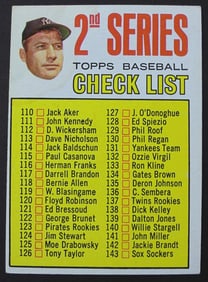 2nd SERIES
TOPPS BASEBALL
CHECK LIST
110 Jack Aker
111 John Kennedy
112 D. Wickersham
113 Dave Nicholson
114 Jack Baldschun
115 Paul Casanova
116 Herman Franks
117 Darrell Brandon
118 Bernie Allen
119 W. Blasingame
120 Floyd Robinson
121 Ed Bressoud
122 George Brunet
123 Pirates Rookies
124 Jim Stewart
125 Moe Drabowsky
126 Tony Taylor
127 J. O'Donoghue
128 Ed Spiezio
129 Phil Roof
130 Phil Regan
131 Yankees Team
132 Ozzie Virgil
133 Ron Kline
134 Gates Brown
135 Deron Johnson
136 C. Sembera
137 Twins Rookies
138 Dick Kelley
139 Dalton Jones
140 Willie Stargell
141 John Miller
142 Jackie Brandt
143 Sox Sockers